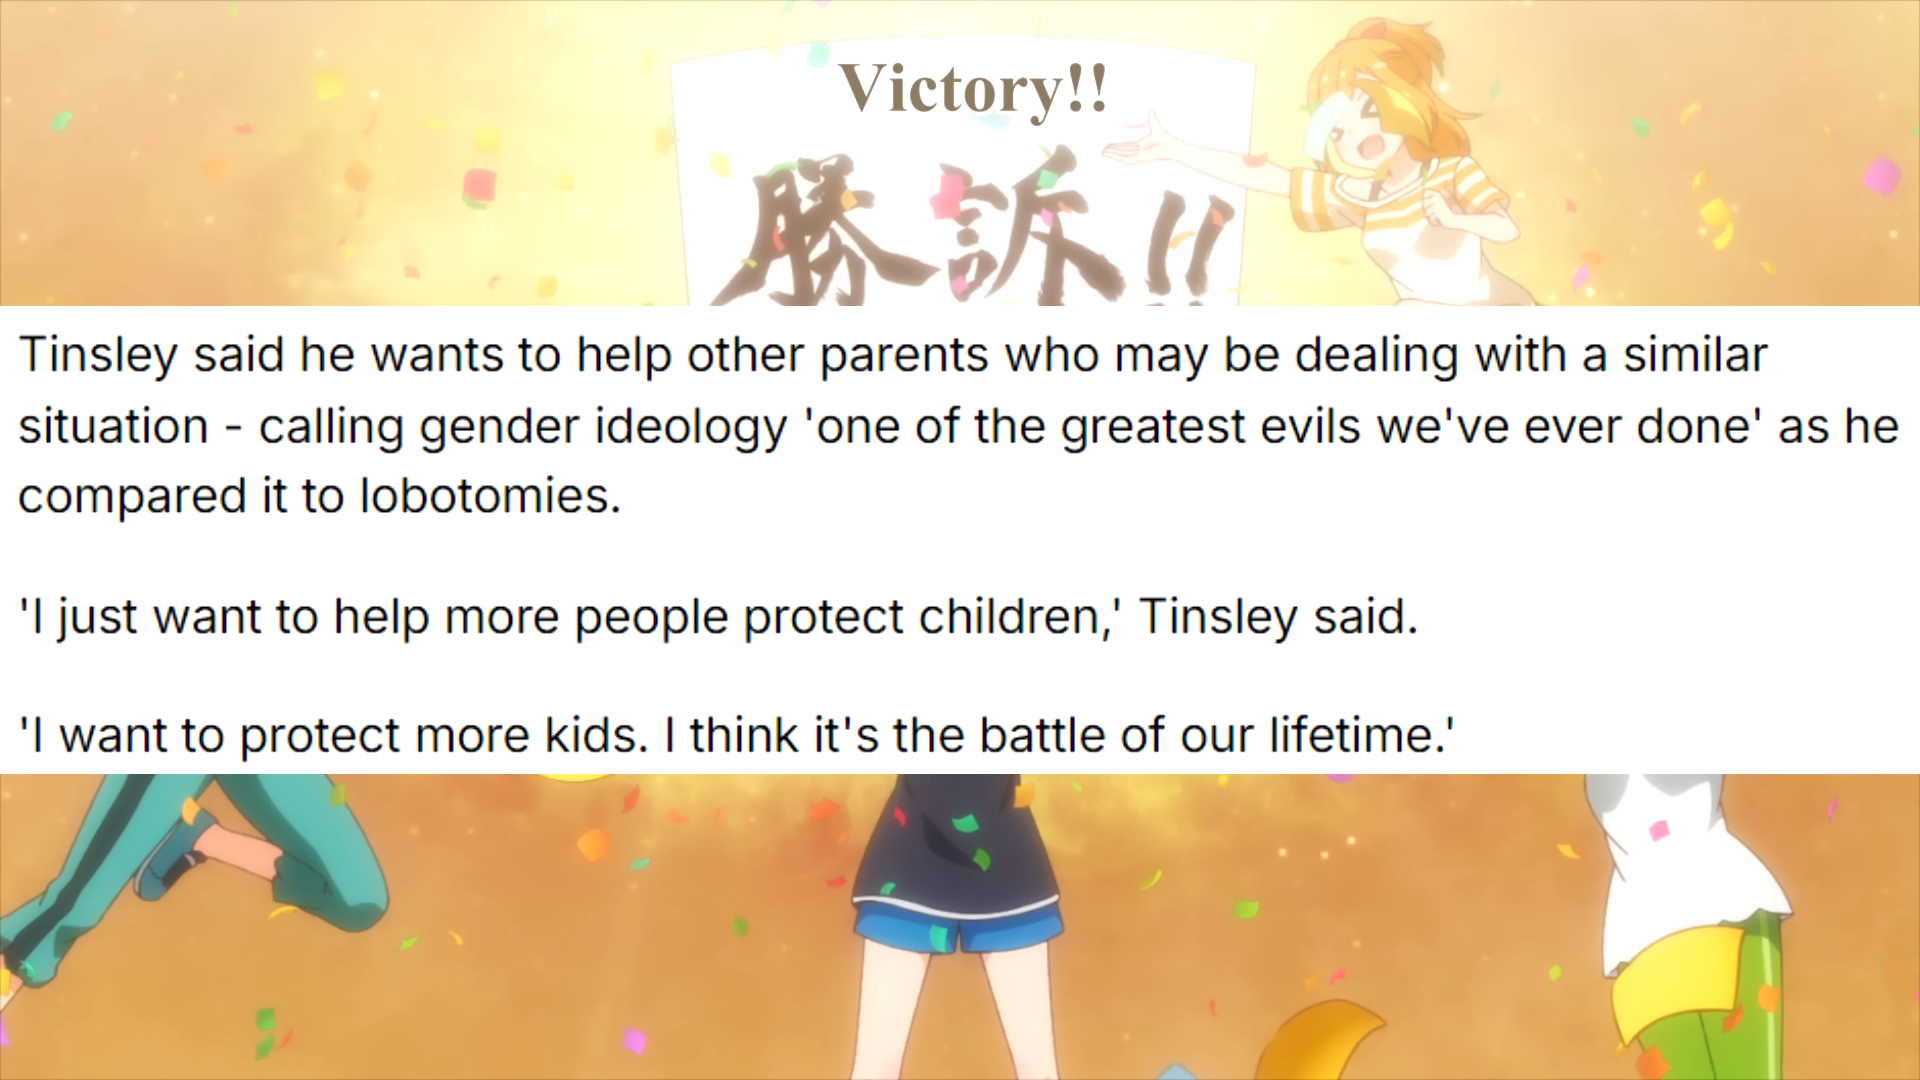 Victory!!
勝訴!!
Tinsley said he wants to help other parents who may be dealing with a similar
situation - calling gender ideology 'one of the greatest evils we've ever done' as he
compared it to lobotomies.
'I just want to help more people protect children,' Tinsley said.
'I want to protect more kids. I think it's the battle of our lifetime.'